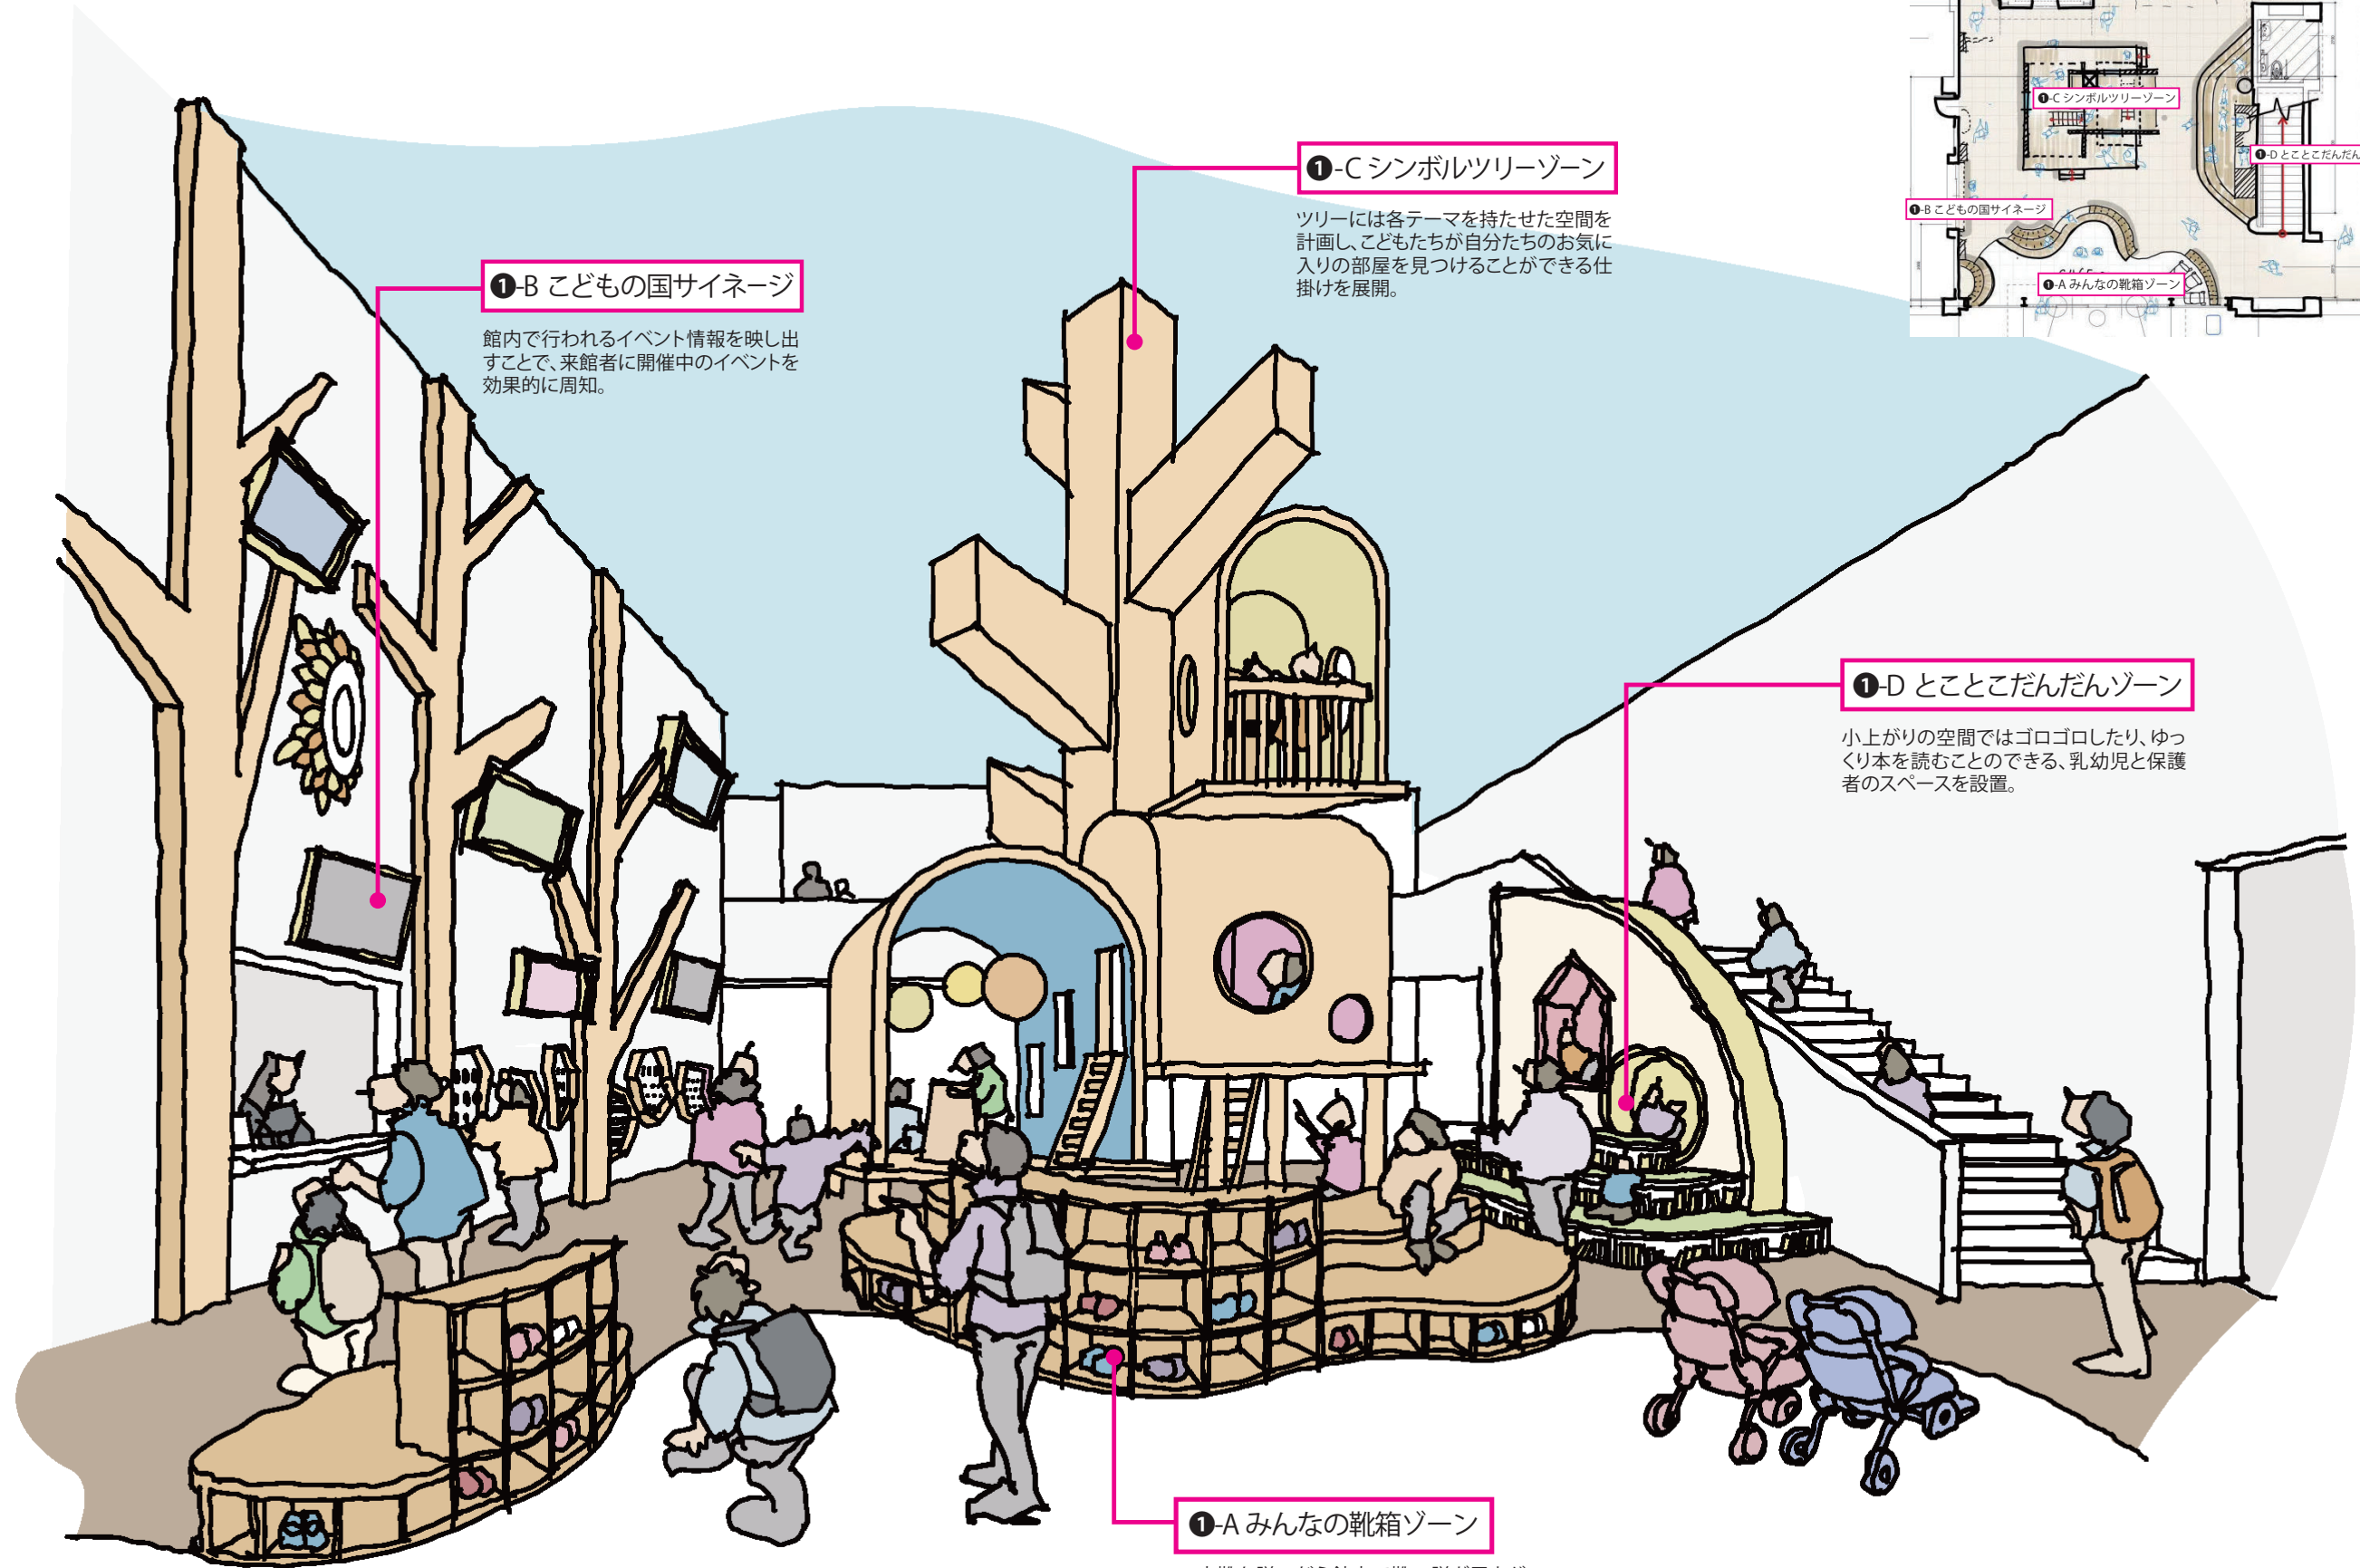 ❶-C シンボルツリーゾーン
❶-D とことこだんだん
❶-B こどもの国サイネージ
❶-A みんなの靴箱ゾーン
❶-C シンボルツリーゾーン
ツリーには各テーマを持たせた空間を
計画し、こどもたちが自分たちのお気に
入りの部屋を見つけることができる仕
掛けを展開。
❶-B こどもの国サイネージ
館内で行われるイベント情報を映し出
すことで、来館者に開催中のイベントを
効果的に周知。
❶-D とことこだんだんゾーン
小上がりの空間ではゴロゴロしたり、ゆっ
くり本を読むことのできる、乳幼児と保護
者のスペースを設置。
❶-A みんなの靴箱ゾーン